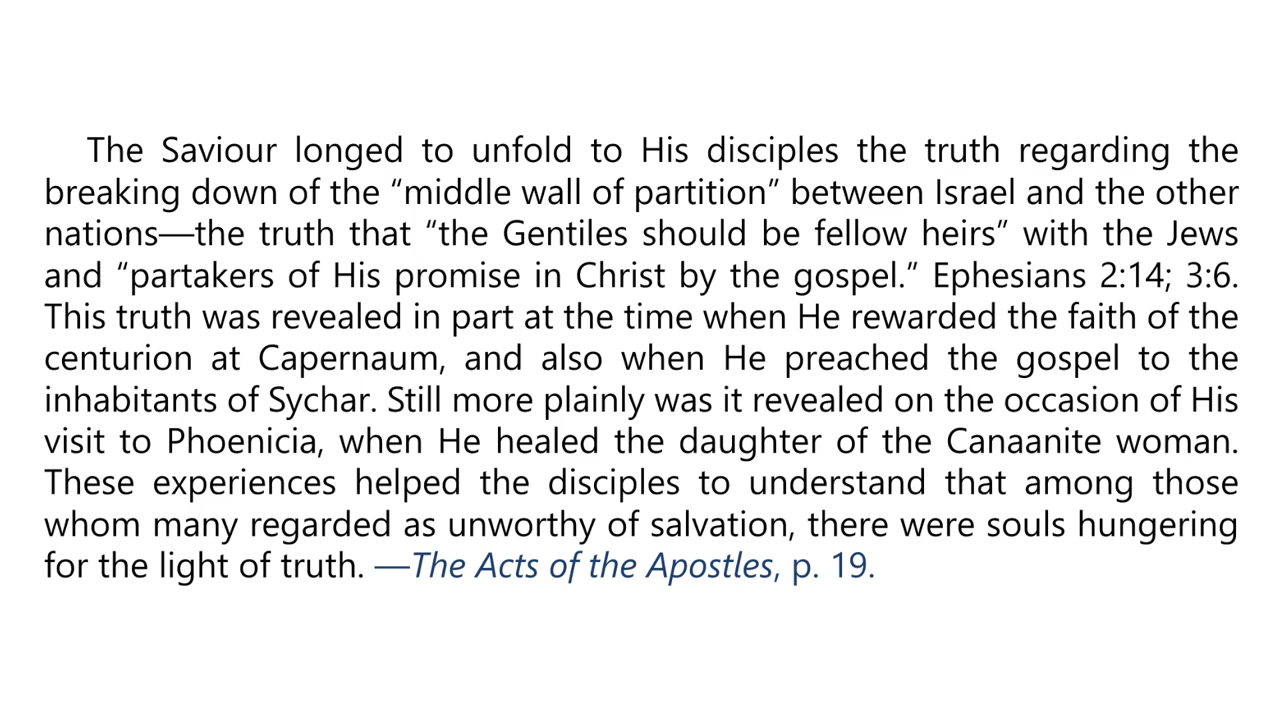 The Saviour longed to unfold to His disciples the truth regarding the
breaking down of the “middle wall of partition” between Israel and the other
nations—the truth that “the Gentiles should be fellow heirs” with the Jews
and “partakers of His promise in Christ by the gospel.” Ephesians 2:14; 3:6.
This truth was revealed in part at the time when He rewarded the faith of the
centurion at Capernaum, and also when He preached the gospel to the
inhabitants of Sychar. Still more plainly was it revealed on the occasion of His
visit to Phoenicia, when He healed the daughter of the Canaanite woman.
These experiences helped the disciples to understand that among those
whom many regarded as unworthy of salvation, there were souls hungering
for the light of truth. —The Acts of the Apostles, p. 19.